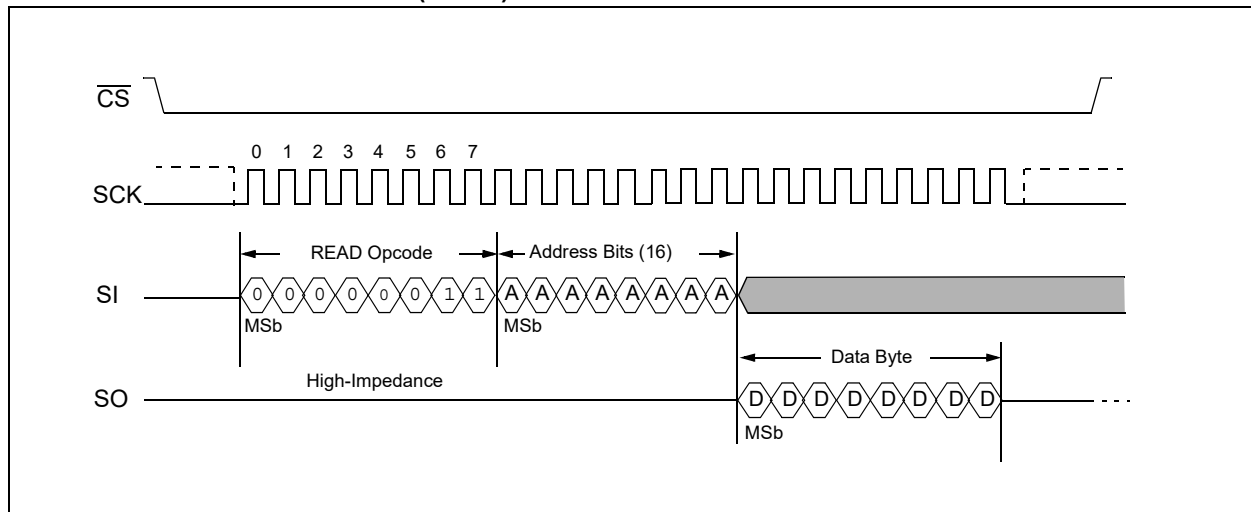 CS
0 1 2 3 4 5 6 7
SCK
READ Opcode Address Bits (16)
SI 0 0 0 0 0 0 1 1 A A A A A A A A
MSb MSb
Data Byte
High-Impedance
SO D D D D D D D D
MSb